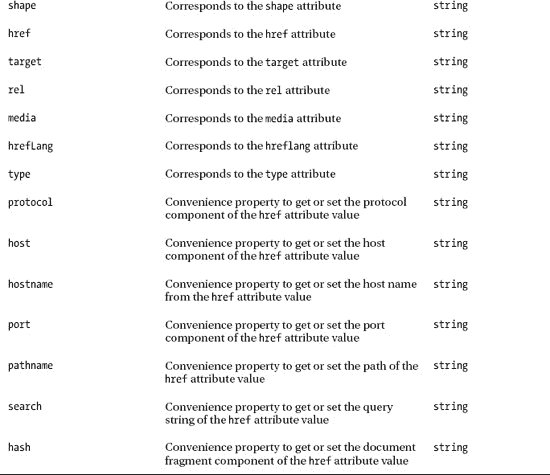 shape Corresponds to the shape attribute string
href Corresponds to the href attribute string
target Corresponds to the target attribute string
rel Corresponds to the rel attribute string
media Corresponds to the media attribute string
hrefLang Corresponds to the hreflang attribute string
type Corresponds to the type attribute string
protocol Convenience property to get or set the protocol string
component of the href attribute value
host Convenience property to get or set the host string
component of the href attribute value
hostname Convenience property to get or set the host name string
from the href attribute value
port Convenience property to get or set the port string
component of the href attribute value
pathname Convenience property to get or set the path of the string
href attribute value
search Convenience property to get or set the query string
string of the href attribute value
hash Convenience property to get or set the document string
fragment component of the href attribute value